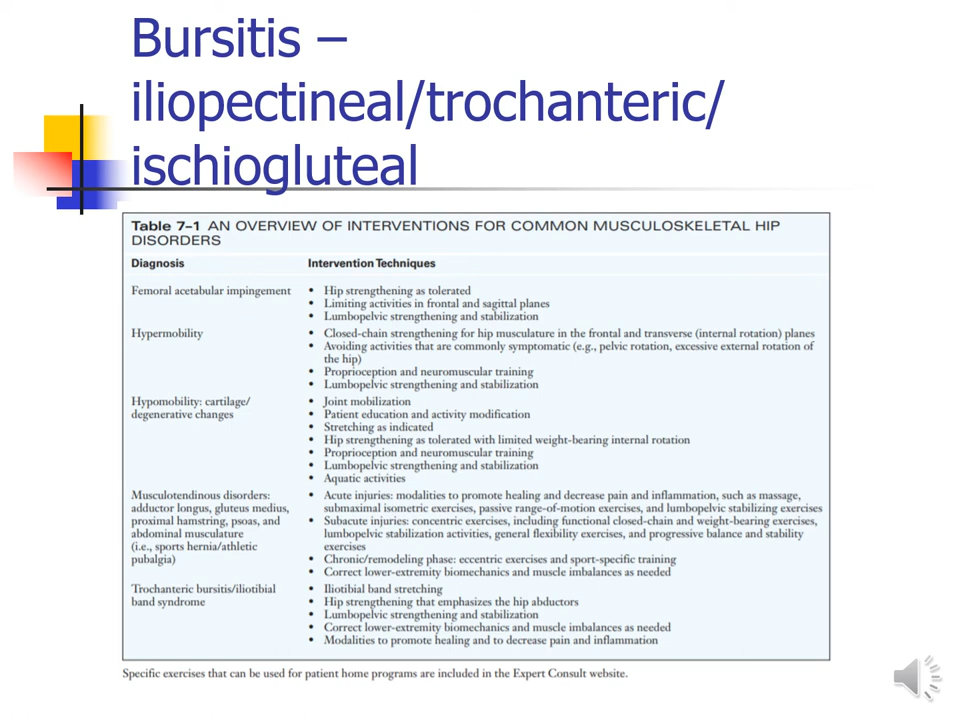 Bursitis –
iliopectineal/trochanteric/
ischiogluteal
Table 7–1 AN OVERVIEW OF INTERVENTIONS FOR COMMON MUSCULOSKELETAL HIP
DISORDERS
Diagnosis Intervention Techniques
Femoral acetabular impingement • Hip strengthening as tolerated
• Limiting activities in frontal and sagittal planes
• Lumbopelvic strengthening and stabilization
Hypermobility • Closed-chain strengthening for hip musculature in the frontal and transverse (internal rotation) planes
• Avoiding activities that are commonly symptomatic (e.g., pelvic rotation, excessive external rotation of
the hip)
• Proprioception and neuromuscular training
• Lumbopelvic strengthening and stabilization
Hypomobility: cartilage/ • Joint mobilization
degenerative changes • Patient education and activity modification
• Stretching as indicated
• Hip strengthening as tolerated with limited weight-bearing internal rotation
• Proprioception and neuromuscular training
• Lumbopelvic strengthening and stabilization
• Aquatic activities
Musculotendinous disorders: • Acute injuries: modalities to promote healing and decrease pain and inflammation, such as massage,
adductor longus, gluteus medius, submaximal isometric exercises, passive range-of-motion exercises, and lumbopelvic stabilizing exercises
proximal hamstring, psoas, and • Subacute injuries: concentric exercises, including functional closed-chain and weight-bearing exercises,
abdominal musculature lumbopelvic stabilization activities, general flexibility exercises, and progressive balance and stability
(i.e., sports hernia/athletic exercises
pubalgia) • Chronic/remodeling phase: eccentric exercises and sport-specific training
• Correct lower-extremity biomechanics and muscle imbalances as needed
Trochanteric bursitis/iliotibial • Iliotibial band stretching
band syndrome • Hip strengthening that emphasizes the hip abductors
• Lumbopelvic strengthening and stabilization
• Correct lower-extremity biomechanics and muscle imbalances as needed
• Modalities to promote healing and to decrease pain and inflammation
Specific exercises that can be used for patient home programs are included in the Expert Consult website.